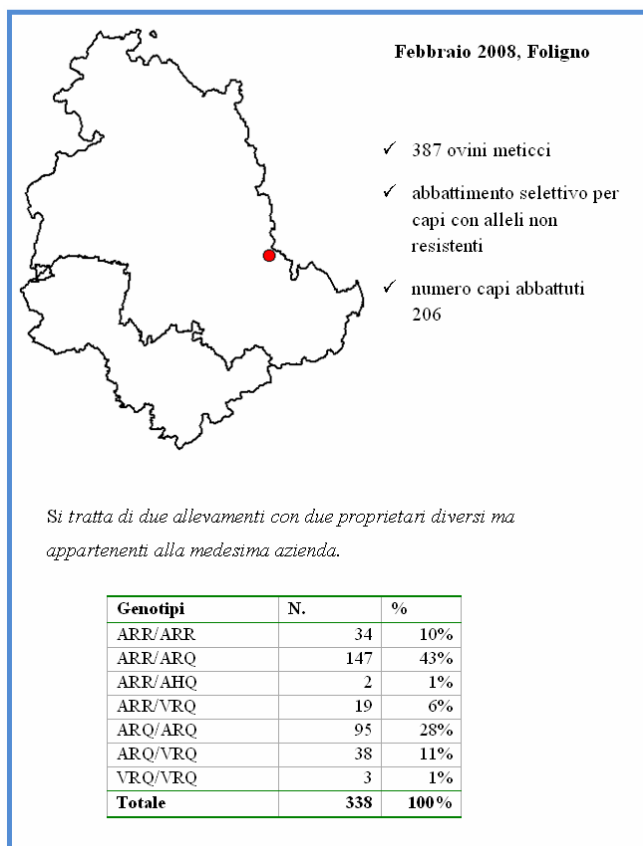 Febbraio 2008, Foligno
✓ 387 ovini meticci
✓ abbattimento selettivo per
capi con alleli non
resistenti
✓ numero capi abbattuti
206
Si tratta di due allevamenti con due proprietari diversi ma
appartenenti alla medesima azienda.
Genotipi N. %
ARR/ARR 34 10%
ARR/ARQ 147 43%
ARR/AHQ 2 1%
ARR/VRQ 19 6%
ARQ/ARQ 95 28%
ARQ/VRQ 38 11%
VRQ/VRQ 3 1%
Totale 338 100%